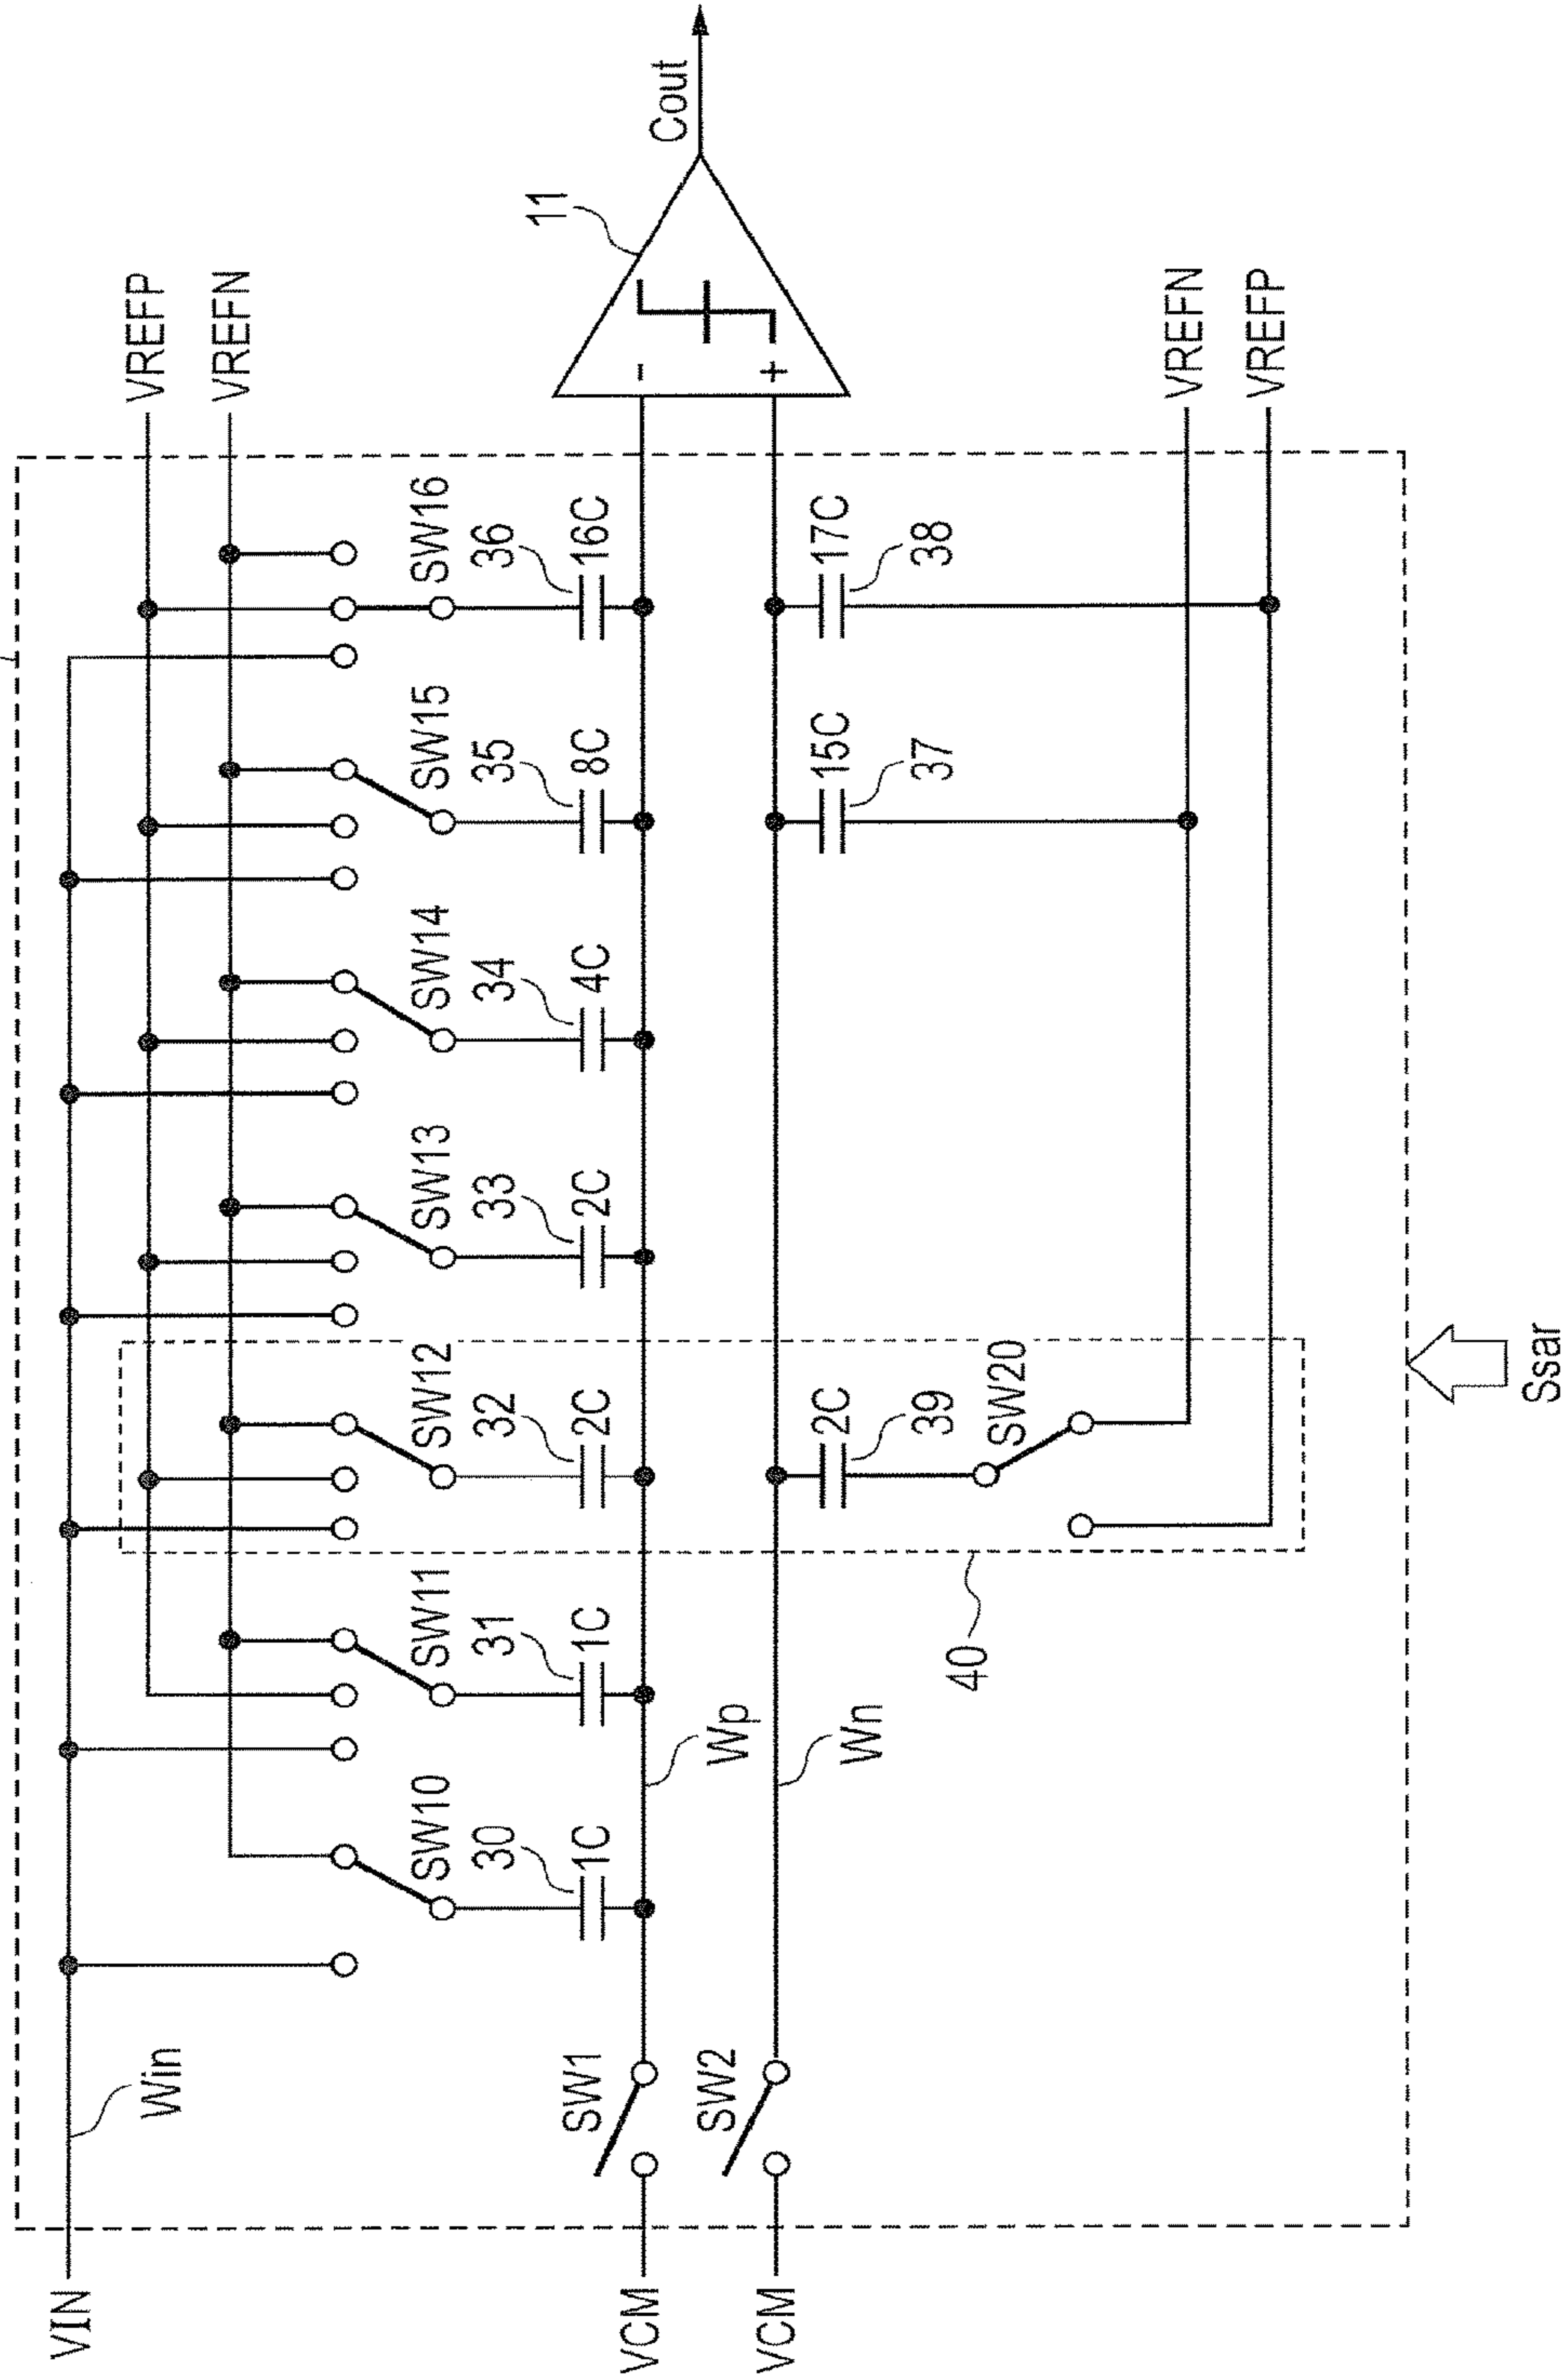 VIN
Win
VREFP
VREFN
SW10
30
1C
SW11
31
1C
SW12
32
2C
SW13
33
2C
SW14
34
4C
SW15
35
8C
SW16
36
16C
VCM
SW1
Wp
VCM
SW2
Wn
11
-
+
Cout
2C
39
SW20
15C
37
17C
38
40
VREFN
VREFP
Ssar